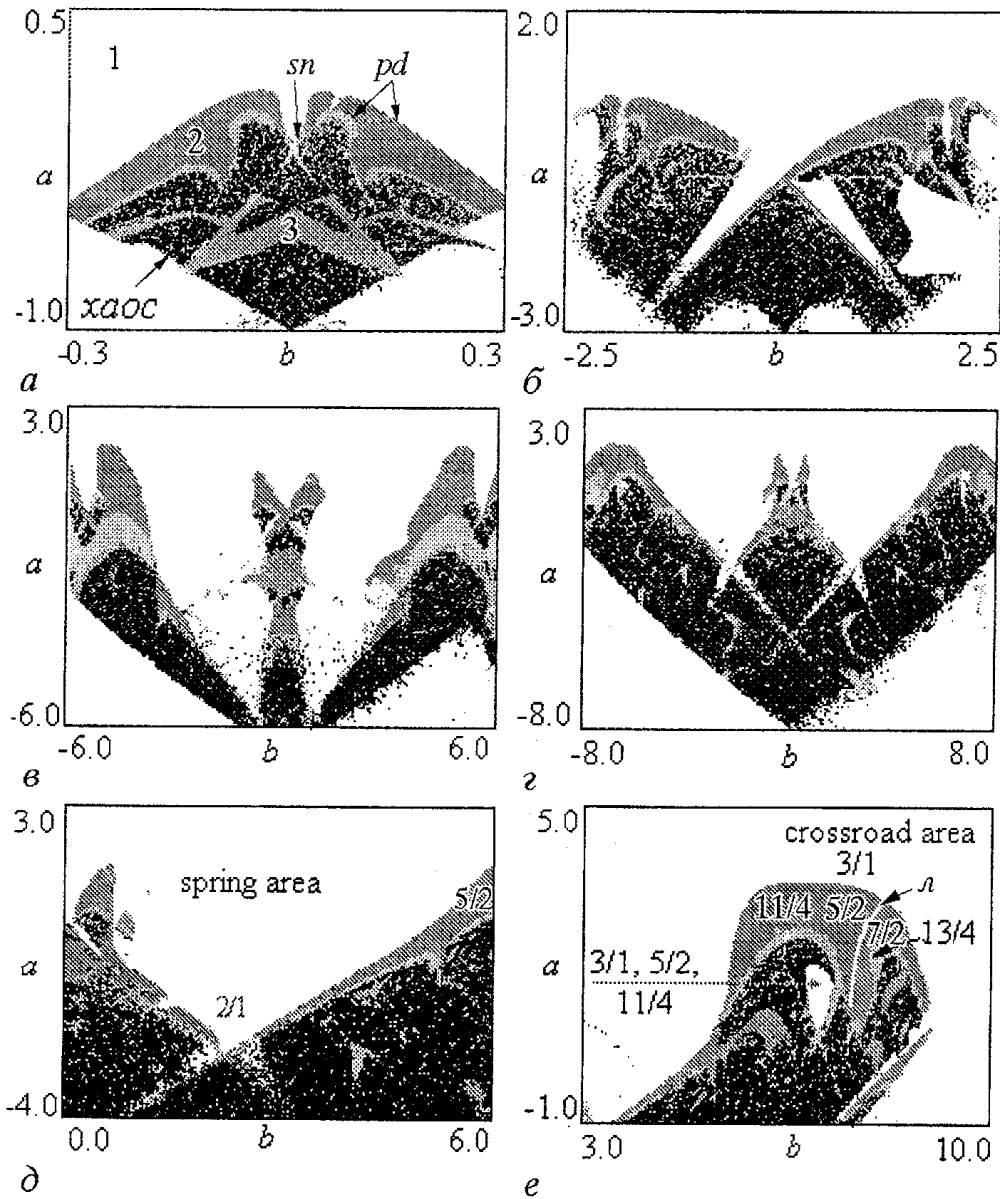 0.5
1
sn
pd
2
a
3
хаос
-1.0
-0.3
b
0.3
а
2.0
a
-3.0
-2.5
b
2.5
б
3.0
a
-6.0
-6.0
b
6.0
в
3.0
a
-8.0
-8.0
b
8.0
г
3.0
spring area
5/2
a
2/1
-4.0
0.0
b
6.0
д
5.0
crossroad area
3/1
л
11/4 5/2
7/2 13/4
3/1, 5/2,
a
11/4
-1.0
3.0
b
10.0
е